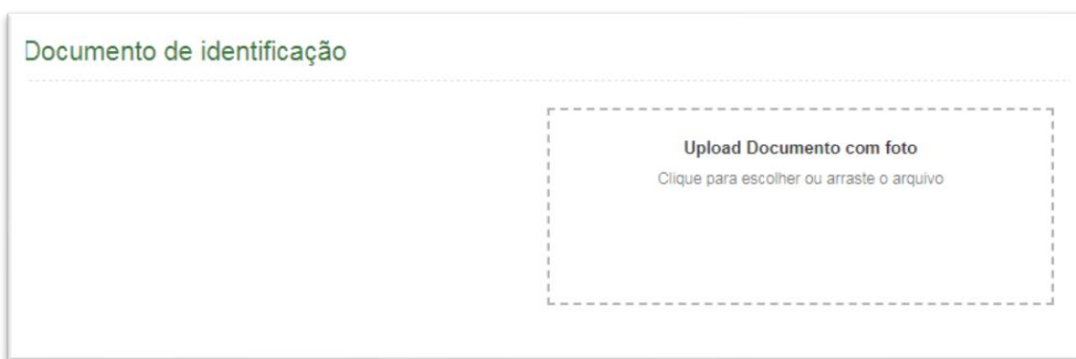 Documento de identificação
Upload Documento com foto
Clique para escolher ou arraste o arquivo